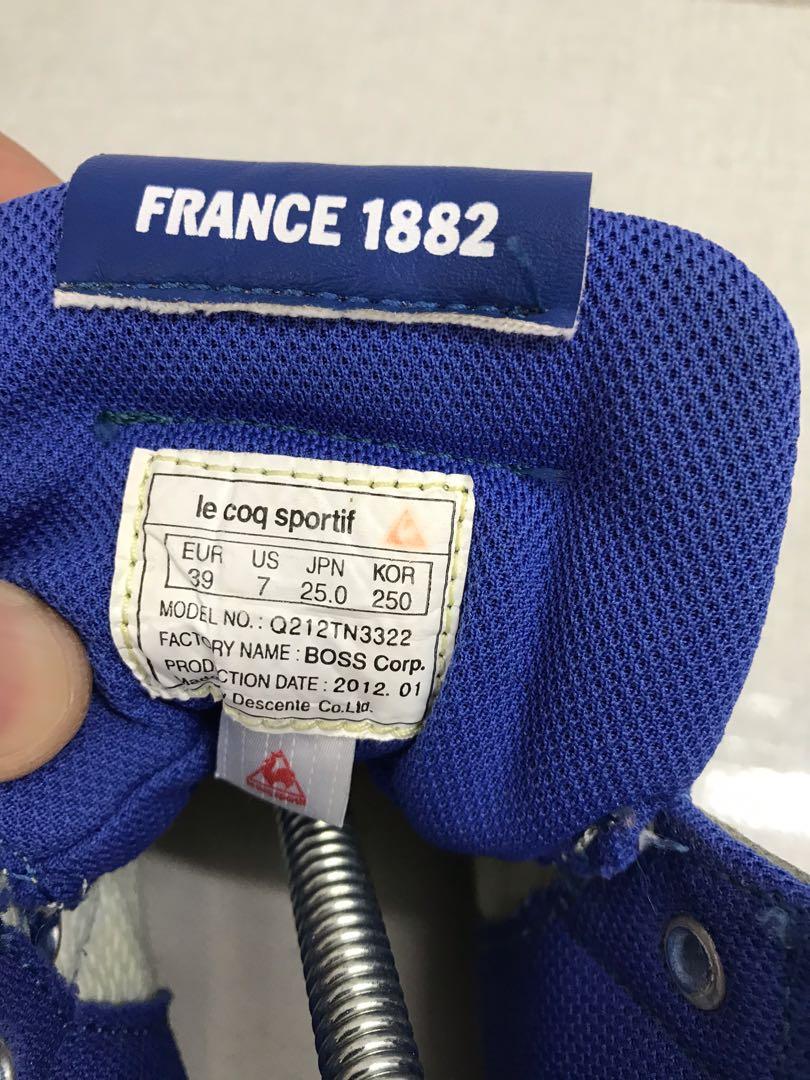 FRANCE 1882
le coq sportif
EUR US JPN KOR
39 7 25.0 250
MODEL NO.: Q212TN3322
FACTORY NAME : BOSS Corp.
PRODUCTION DATE : 2012. 01
Descente Co.Ltd.